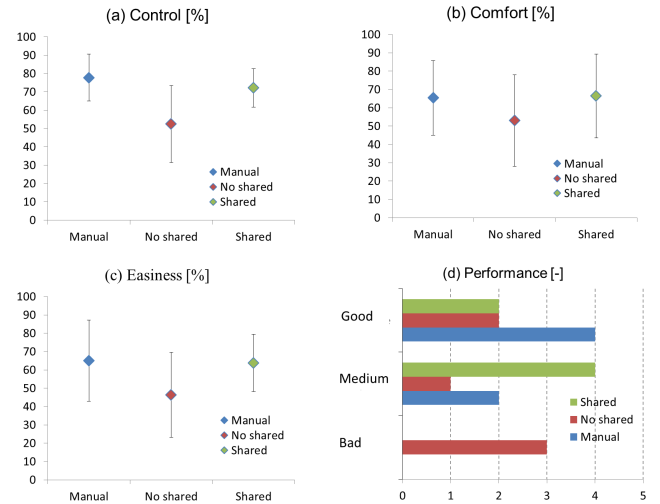 (a) Control [%]
100
90
80
70
60
50
40
30
20
10
0
Manual
No shared
Shared
Manual No shared Shared
(b) Comfort [%]
100
90
80
70
60
50
40
30
20
10
0
Manual
No shared
Shared
Manual No shared Shared
(c) Easiness [%]
100
90
80
70
60
50
40
30
20
10
0
Manual
No shared
Shared
Manual No shared Shared
(d) Performance [-]
Good
Medium
Bad
Shared
No shared
Manual
0 1 2 3 4 5